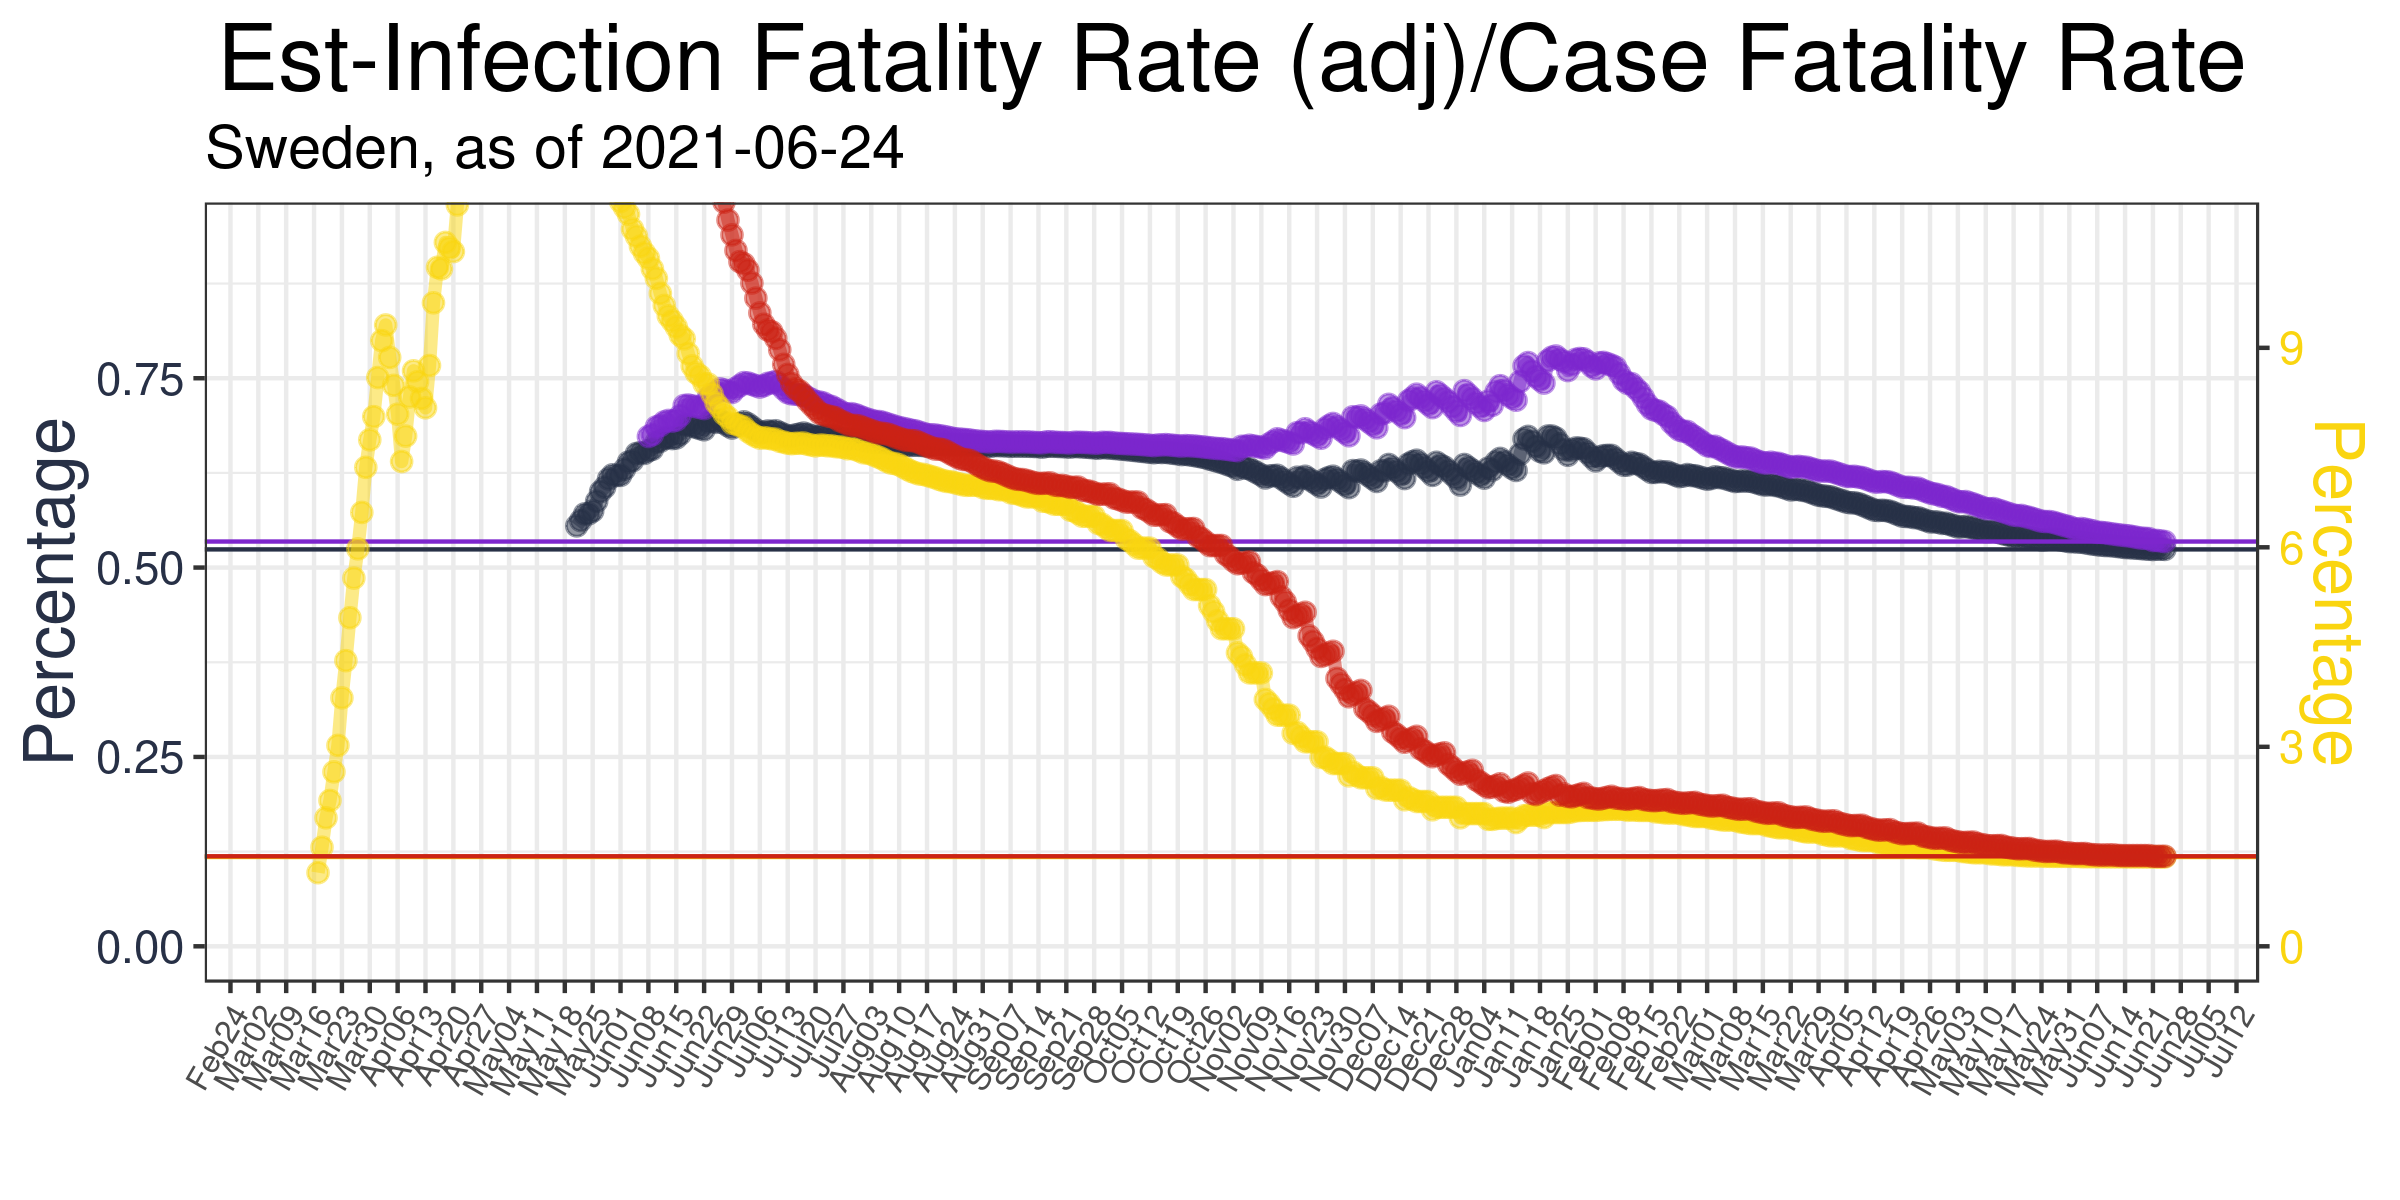 Est-Infection Fatality Rate (adj)/Case Fatality Rate
Sweden, as of 2021-06-24
Percentage
0.75
0.50
0.25
0.00
9
6
3
0
Percentage
Feb24
Mar02
Mar09
Mar16
Mar23
Mar30
Apr06
Apr13
Apr20
Apr27
May04
May11
May18
May25
Jun01
Jun08
Jun15
Jun22
Jun29
Jul06
Jul13
Jul20
Jul27
Aug03
Aug10
Aug17
Aug24
Aug31
Sep07
Sep14
Sep21
Sep28
Oct05
Oct12
Oct19
Oct26
Nov02
Nov09
Nov16
Nov23
Nov30
Dec07
Dec14
Dec21
Dec28
Jan04
Jan11
Jan18
Jan25
Feb01
Feb08
Feb15
Feb22
Mar01
Mar08
Mar15
Mar22
Mar29
Apr05
Apr12
Apr19
Apr26
May03
May10
May17
May24
May31
Jun07
Jun14
Jun21
Jun28
Jul05
Jul12